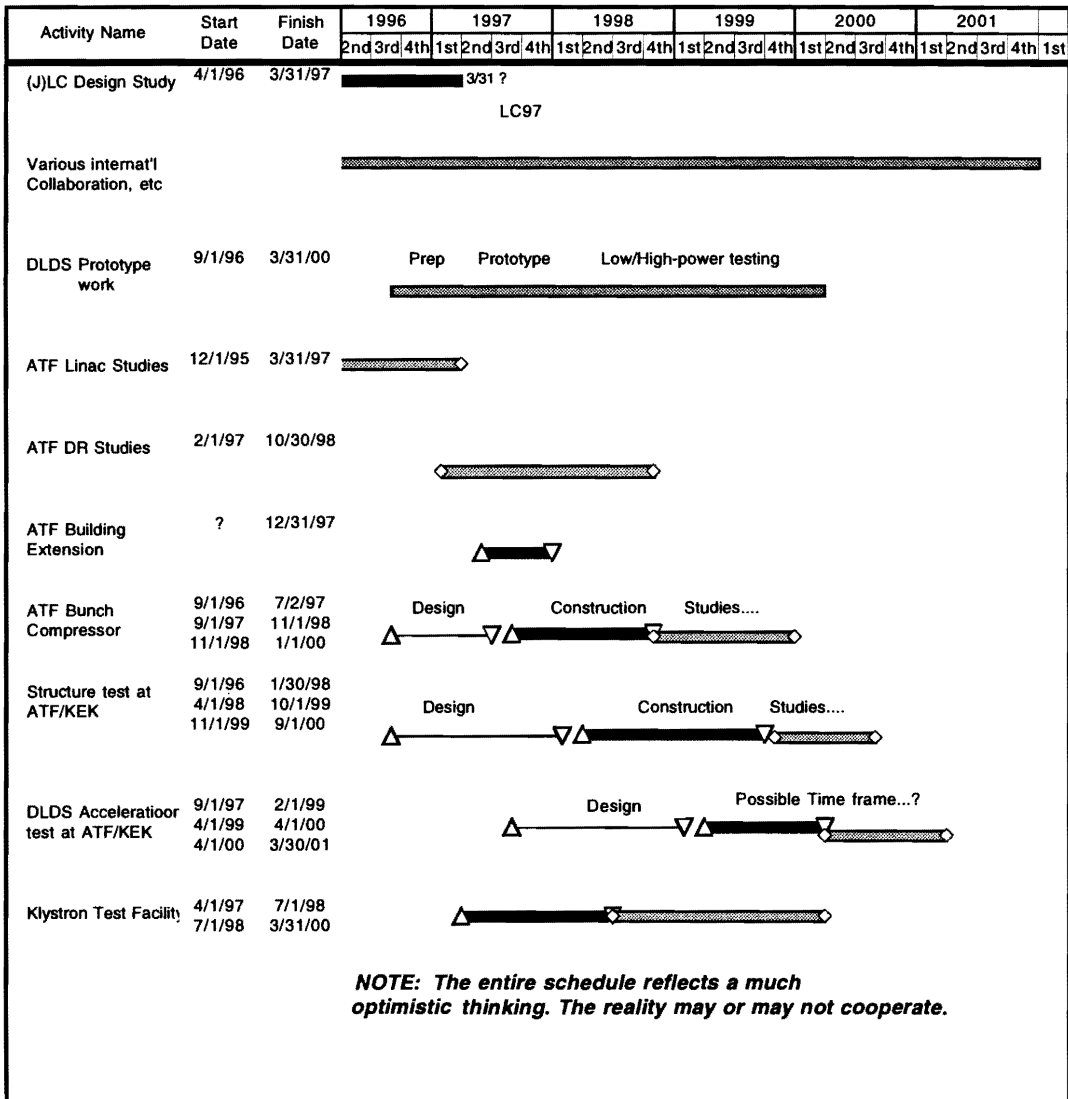 Activity Name Start Date Finish Date 1996 1997 1998 1999 2000 2001
2nd 3rd 4th 1st 2nd 3rd 4th 1st 2nd 3rd 4th 1st 2nd 3rd 4th 1st 2nd 3rd 4th 1st 2nd 3rd 4th 1st
(J)LC Design Study 4/1/96 3/31/97 3/31 ?
LC97
Various internat'l
Collaboration, etc
DLDS Prototype 9/1/96 3/31/00 Prep Prototype Low/High-power testing
work
ATF Linac Studies 12/1/95 3/31/97
ATF DR Studies 2/1/97 10/30/98
ATF Building ? 12/31/97
Extension
ATF Bunch 9/1/96 7/2/97 Design Construction Studies....
Compressor 9/1/97 11/1/98
11/1/98 1/1/00
Structure test at 9/1/96 1/30/98
ATF/KEK 4/1/98 10/1/99 Design Construction Studies....
11/1/99 9/1/00
DLDS Acceleratioor 9/1/97 2/1/99 Design Possible Time frame...?
test at ATF/KEK 4/1/99 4/1/00
4/1/00 3/30/01
Klystron Test Facility 4/1/97 7/1/98
7/1/98 3/31/00
NOTE: The entire schedule reflects a much
optimistic thinking. The reality may or may not cooperate.